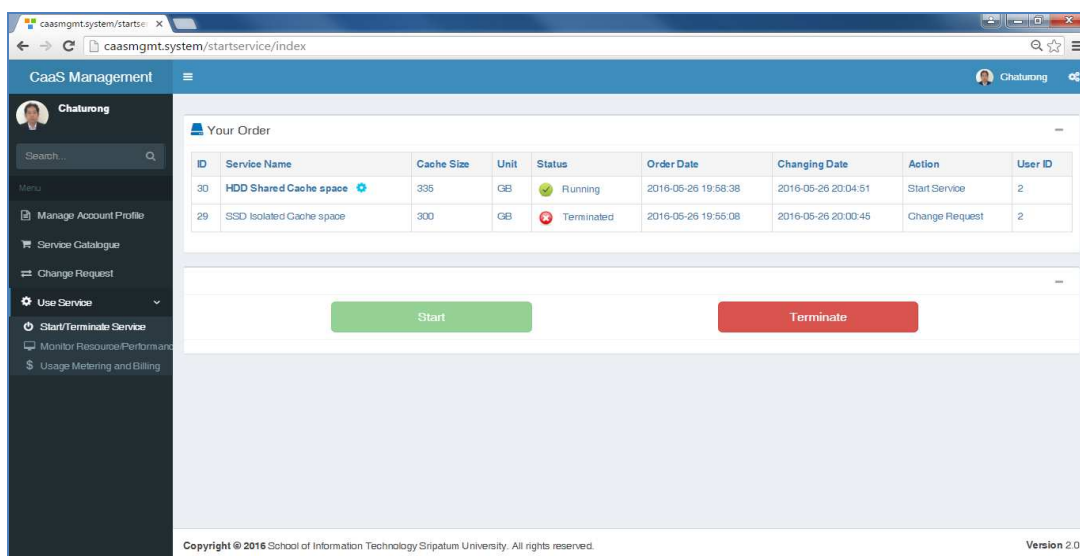 caasmgmt.system/startse
caasmgmt.system/startservice/index
CaaS Management
Chaturong
Chaturong
Search...
Menu
Manage Account Profile
Service Catalogue
Change Request
Use Service
Start/Terminate Service
Monitor Resource/Performanc
$ Usage Metering and Billing
Your Order
ID Service Name Cache Size Unit Status Order Date Changing Date Action User ID
30 HDD Shared Cache space 335 GB Running 2016-05-26 19:58:38 2016-05-26 20:04:51 Start Service 2
29 SSD Isolated Cache space 300 GB Terminated 2016-05-26 19:55:08 2016-05-26 20:00:45 Change Request 2
Start Terminate
Copyright © 2016 School of Information Technology Sripatum University. All rights reserved. Version 2.0